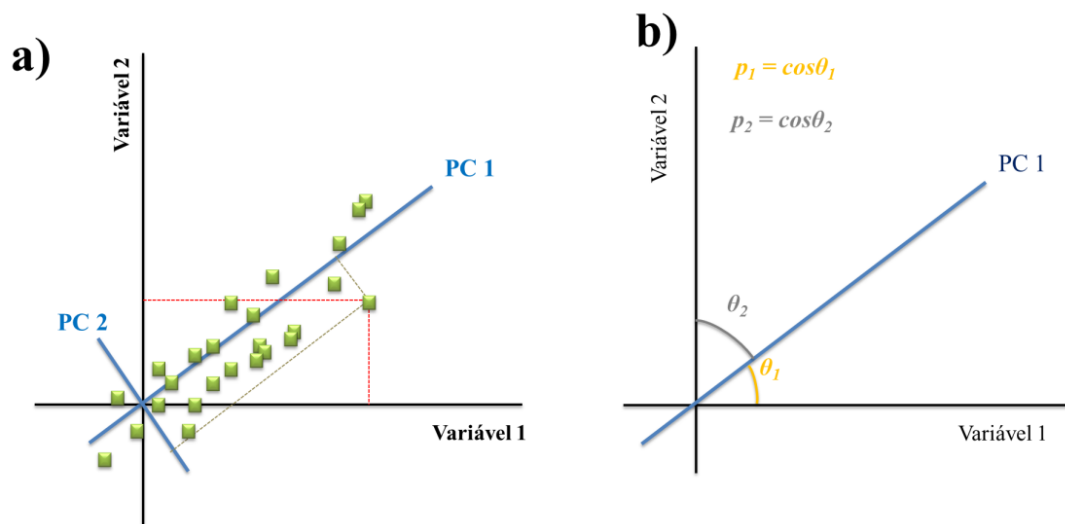 a)
Variável 2
PC 1
PC 2
Variável 1
b)
Variável 2
p₁ = cosθ₁
p₂ = cosθ₂
PC 1
θ₂
θ₁
Variável 1